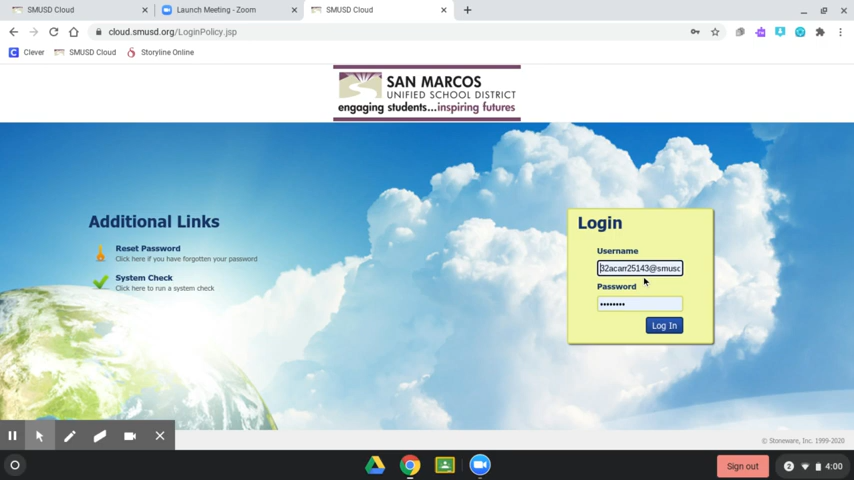 SMUSD Cloud
Launch Meeting - Zoom
SMUSD Cloud
cloud.smusd.org/LoginPolicy.jsp
Clever
SMUSD Cloud
Storyline Online
SAN MARCOS
UNIFIED SCHOOL DISTRICT
engaging students...inspiring futures
Additional Links
Reset Password
Click here if you have forgotten your password
System Check
Click here to run a system check
Login
Username
32acarr25143@smusd
Password
••••••••
Log In
© Stoneware, Inc. 1999-2020
Sign out
2
4:00